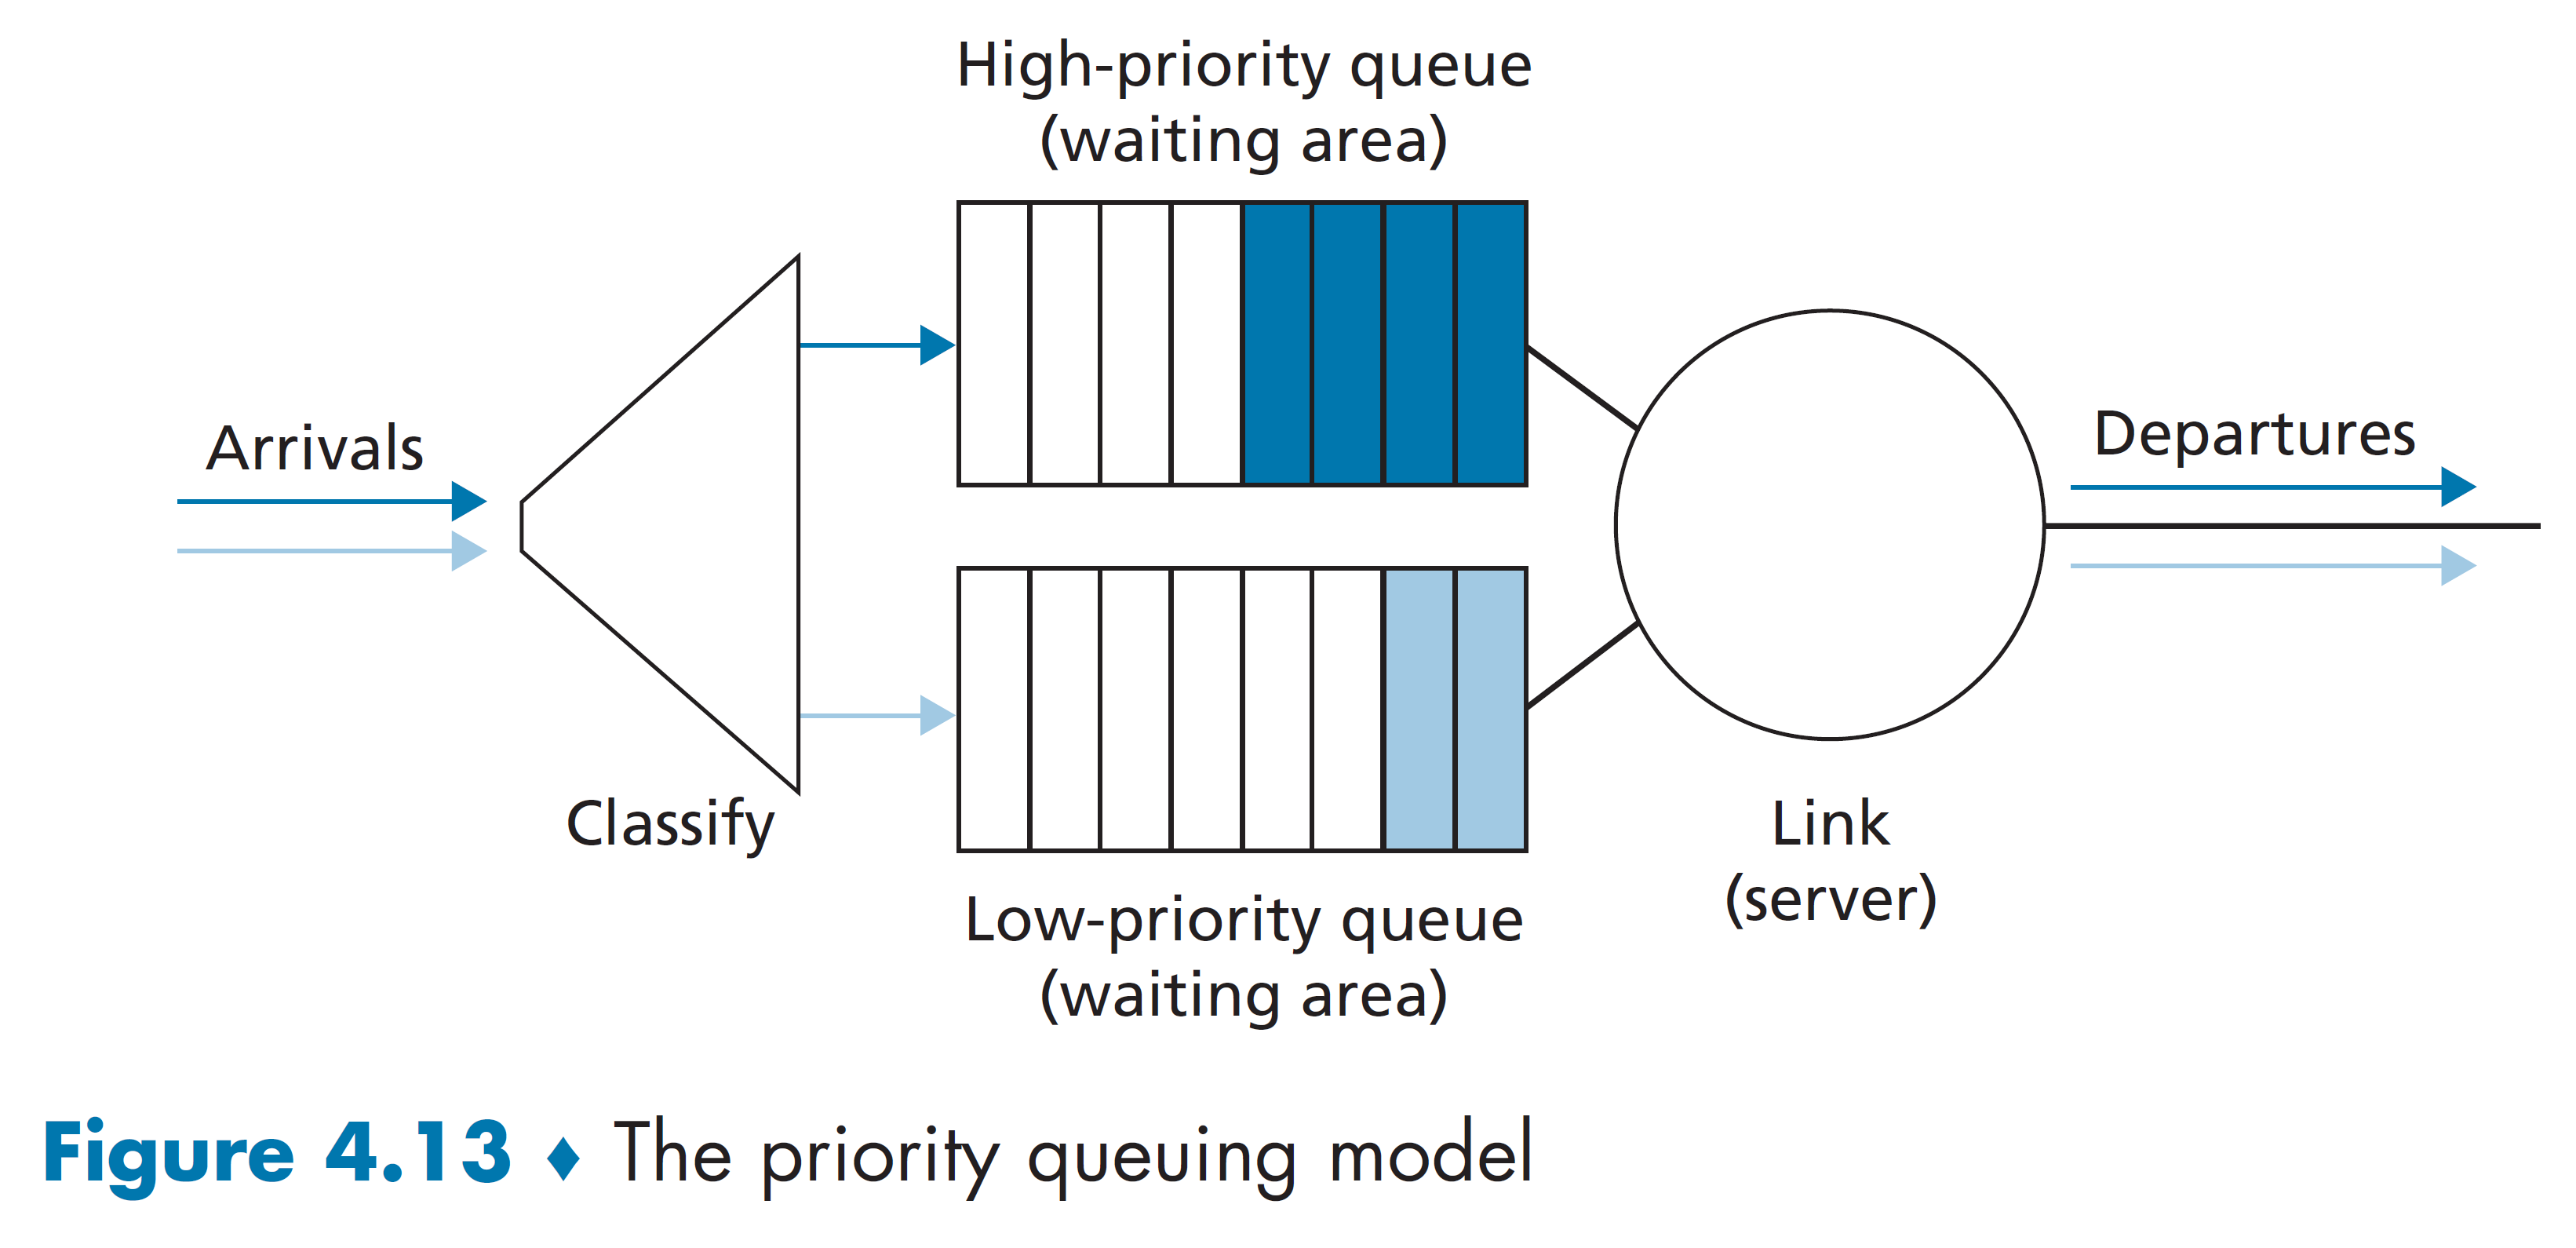 High-priority queue
(waiting area)
Arrivals
Departures
Classify
Link
(server)
Low-priority queue
(waiting area)
Figure 4.13 ♦ The priority queuing model